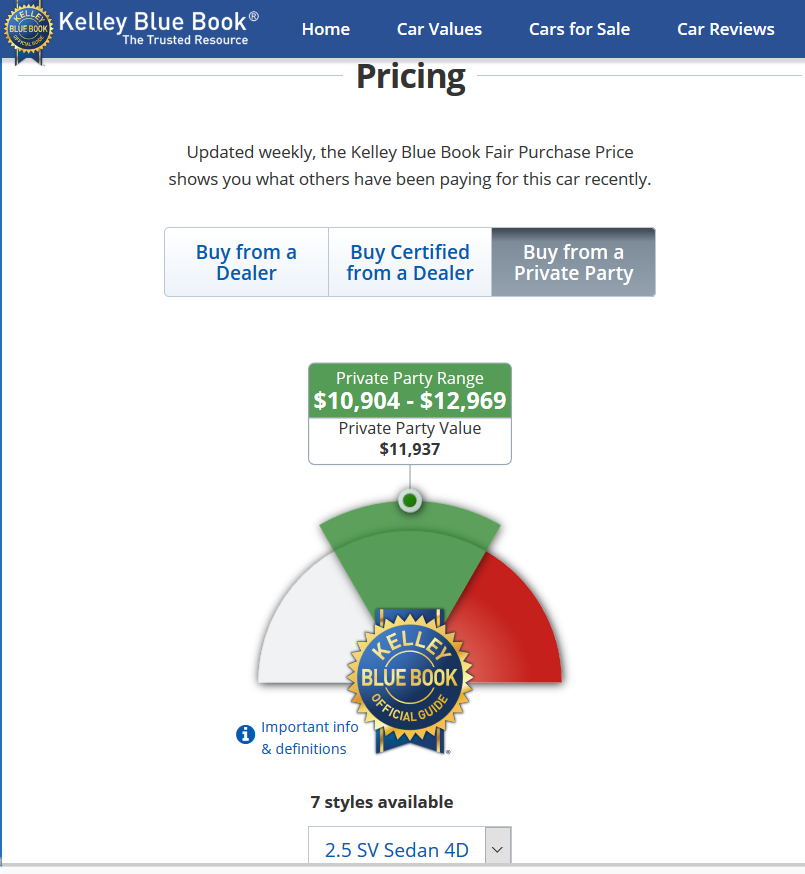 KELLEY
BLUE BOOK
OFFICIAL GUIDE
Kelley Blue Book®
The Trusted Resource
Home
Car Values
Cars for Sale
Car Reviews
Pricing
Updated weekly, the Kelley Blue Book Fair Purchase Price
shows you what others have been paying for this car recently.
Buy from a
Dealer
Buy Certified
from a Dealer
Buy from a
Private Party
Private Party Range
$10,904 - $12,969
Private Party Value
$11,937
KELLEY
BLUE BOOK
OFFICIAL GUIDE
Important info
& definitions
7 styles available
2.5 SV Sedan 4D